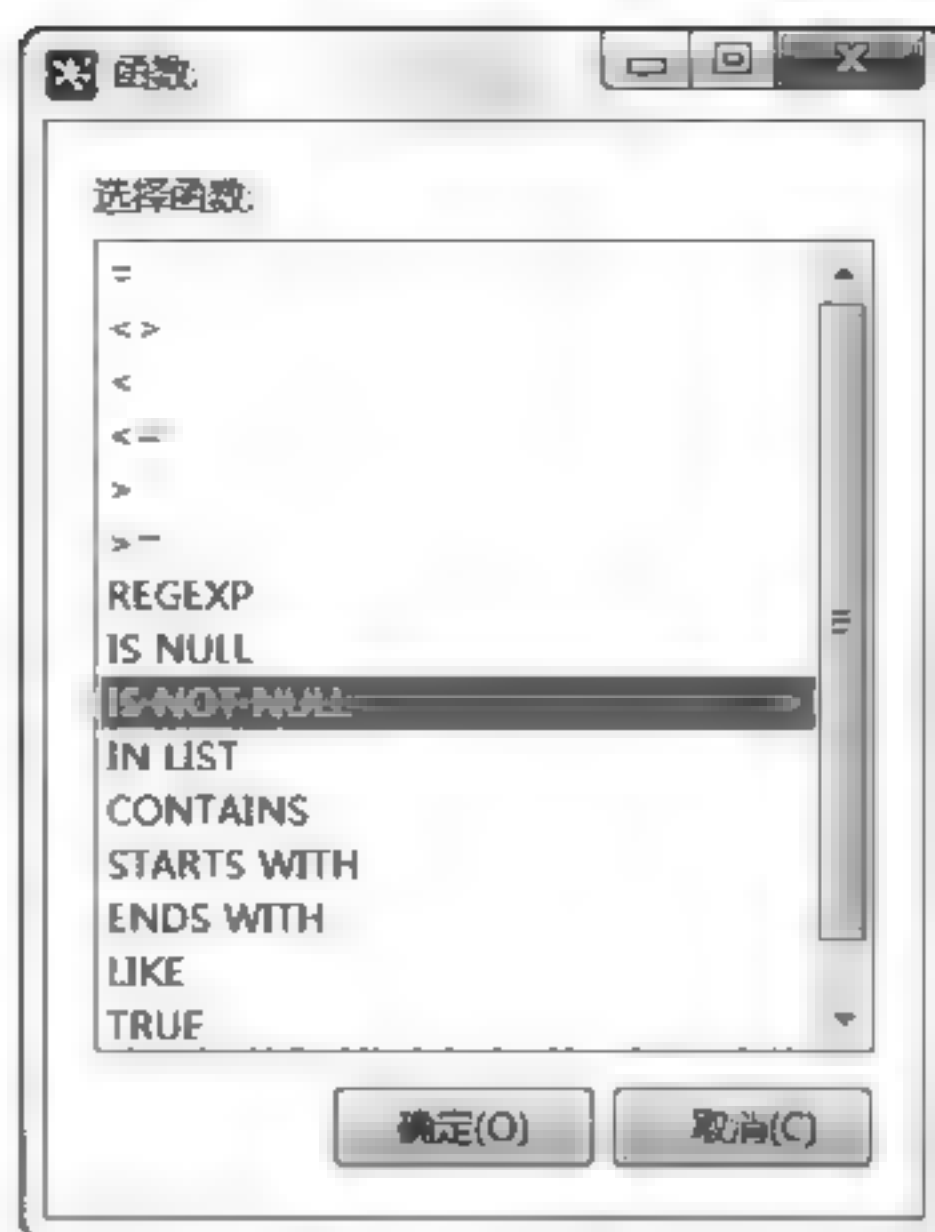 函数
选择函数:
=
<>
<
<=
>
>=
REGEXP
IS NULL
IS NOT NULL
IN LIST
CONTAINS
STARTS WITH
ENDS WITH
LIKE
TRUE
确定(O) 取消(C)